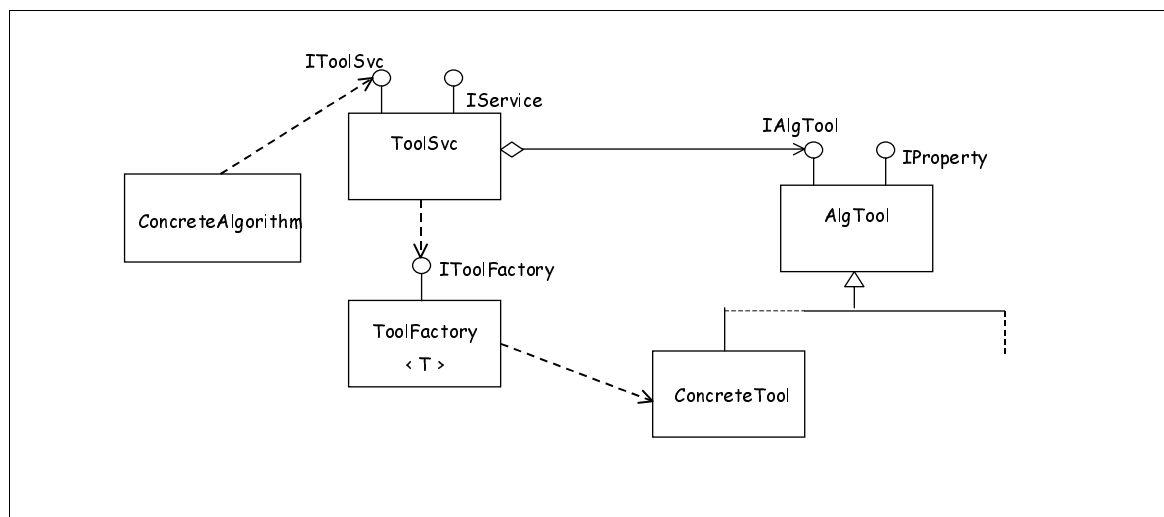 IToolSvc
IService
ToolSvc
IAlgTool
IProperty
ConcreteAlgorithm
AlgTool
IToolFactory
ToolFactory
< T >
ConcreteTool